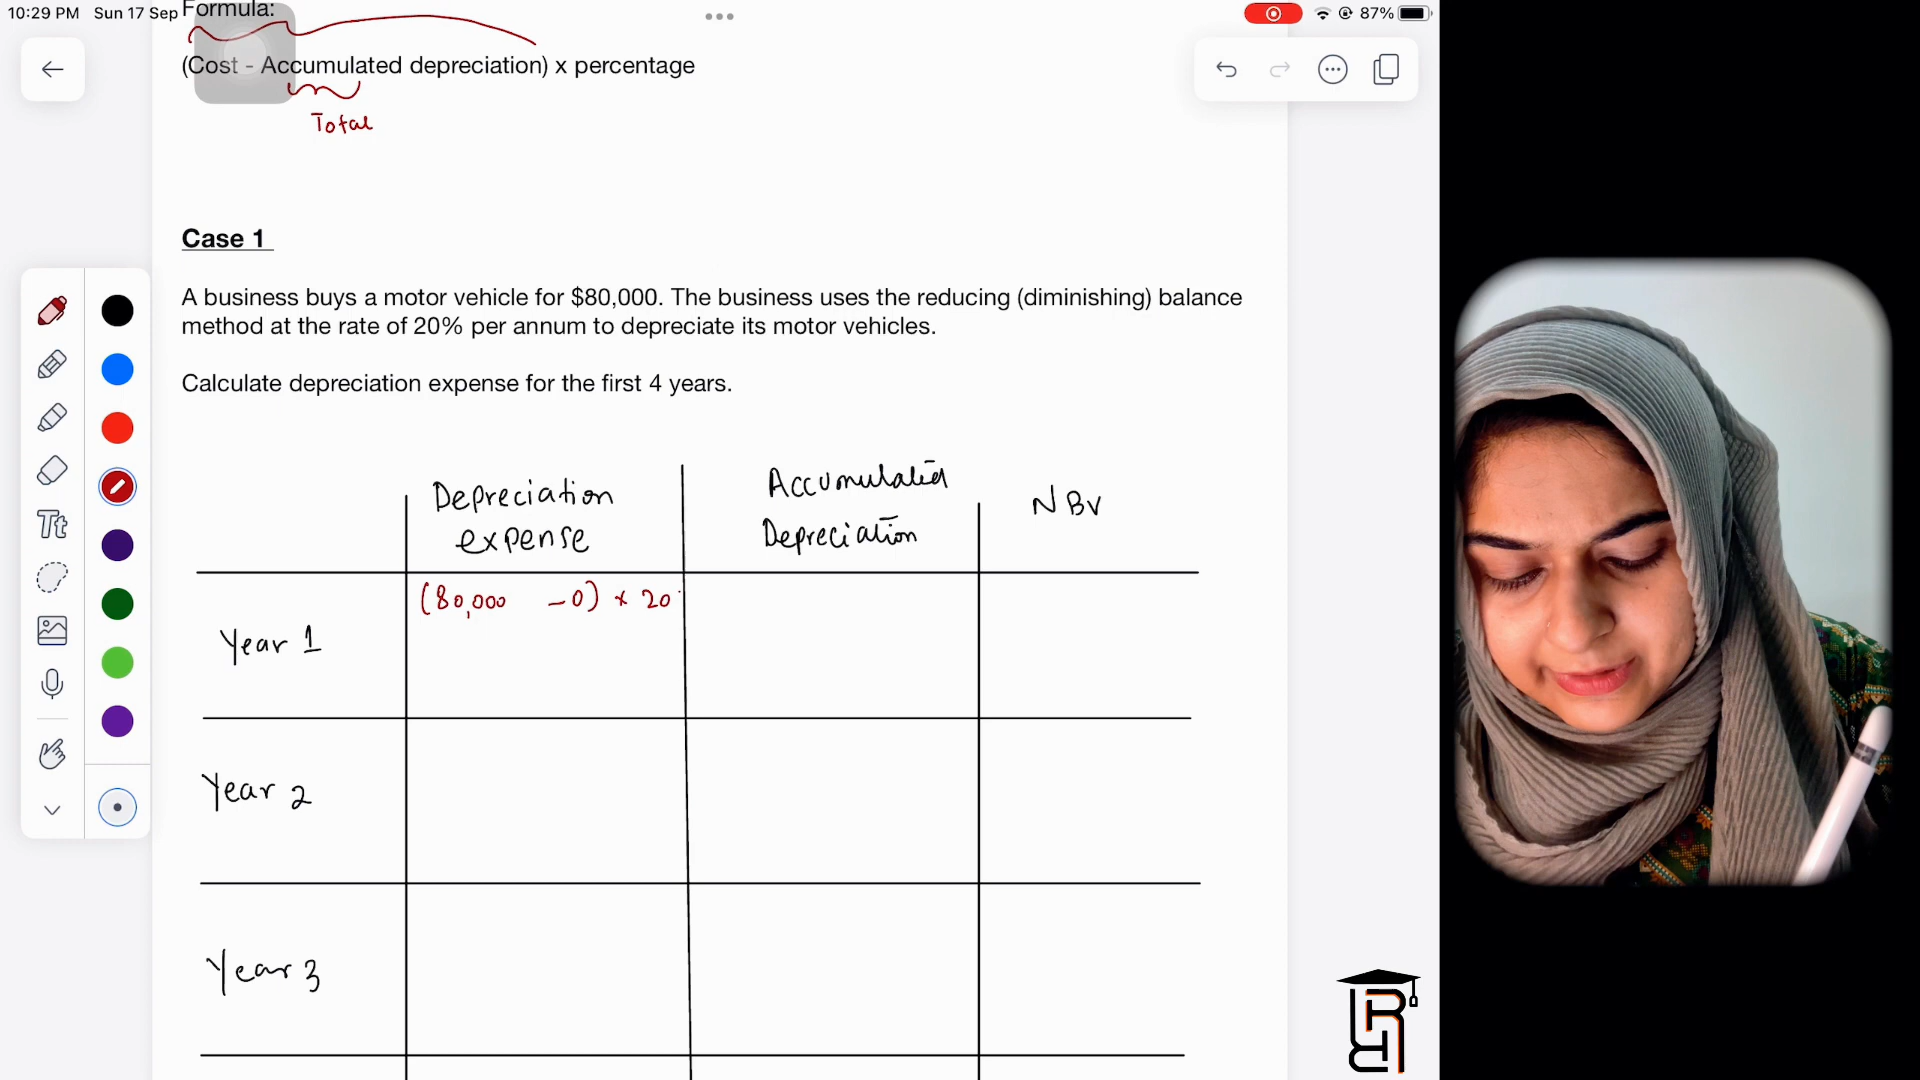 10:29 PM Sun 17 Sep
87%
Formula:
(Cost - Accumulated depreciation) x percentage
Total
Case 1
A business buys a motor vehicle for $80,000. The business uses the reducing (diminishing) balance
method at the rate of 20% per annum to depreciate its motor vehicles.
Calculate depreciation expense for the first 4 years.
Tt
Depreciation
expense
Accumulated
Depreciation
NBV
Year 1
(80,000 -0) x 20
Year 2
Year 3